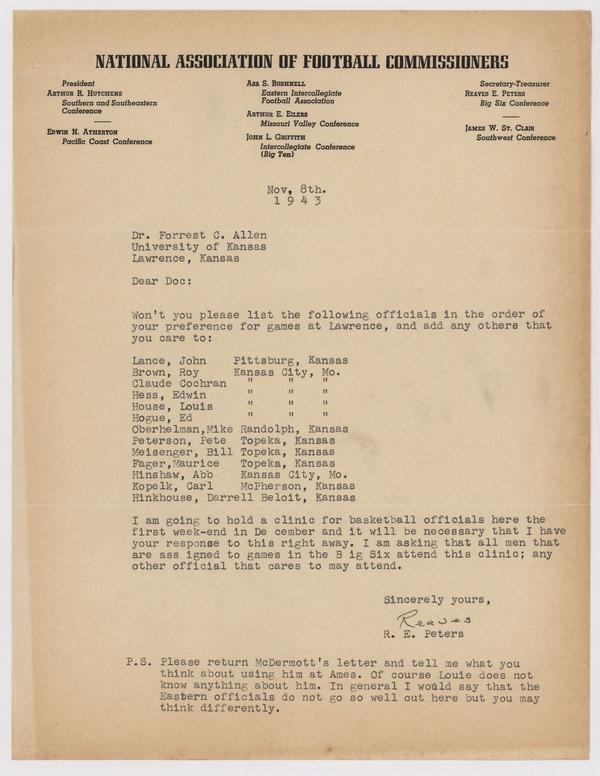 NATIONAL ASSOCIATION OF FOOTBALL COMMISSIONERS
President
ARTHUR R. HUTCHENS
Southern and Southeastern
Conference
EDWIN N. ATHERTON
Pacific Coast Conference
ASA S. BUSHNELL
Eastern Intercollegiate
Football Association
ARTHUR E. EILERS
Missouri Valley Conference
JOHN L. GRIFFITH
Intercollegiate Conference
(Big Ten)
Secretary-Treasurer
REAVES E. PETERS
Big Six Conference
JAMES W. ST. CLAIR
Southwest Conference
Nov, 8th.
1 9 4 3
Dr. Forrest C. Allen
University of Kansas
Lawrence, Kansas
Dear Doc:
Won't you please list the following officials in the order of
your preference for games at Lawrence, and add any others that
you care to:
Lance, John Pittsburg, Kansas
Brown, Roy Kansas City, Mo.
Claude Cochran " " "
Hess, Edwin " " "
House, Louis " " "
Hogue, Ed " " "
Oberhelman,Mike Randolph, Kansas
Peterson, Pete Topeka, Kansas
Meisenger, Bill Topeka, Kansas
Fager,Maurice Topeka, Kansas
Hinshaw, Abb Kansas City, Mo.
Kopelk, Carl McPherson, Kansas
Hinkhouse, Darrell Beloit, Kansas
I am going to hold a clinic for basketball officials here the
first week-end in De cember and it will be necessary that I have
your response to this right away. I am asking that all men that
are ass igned to games in the B ig Six attend this clinic; any
other official that cares to may attend.
Sincerely yours,
Reaves
R. E. Peters
P.S. Please return McDermott's letter and tell me what you
think about using him at Ames. Of course Louie does not
know anything about him. In general I would say that the
Eastern officials do not go so well out here but you may
think differently.